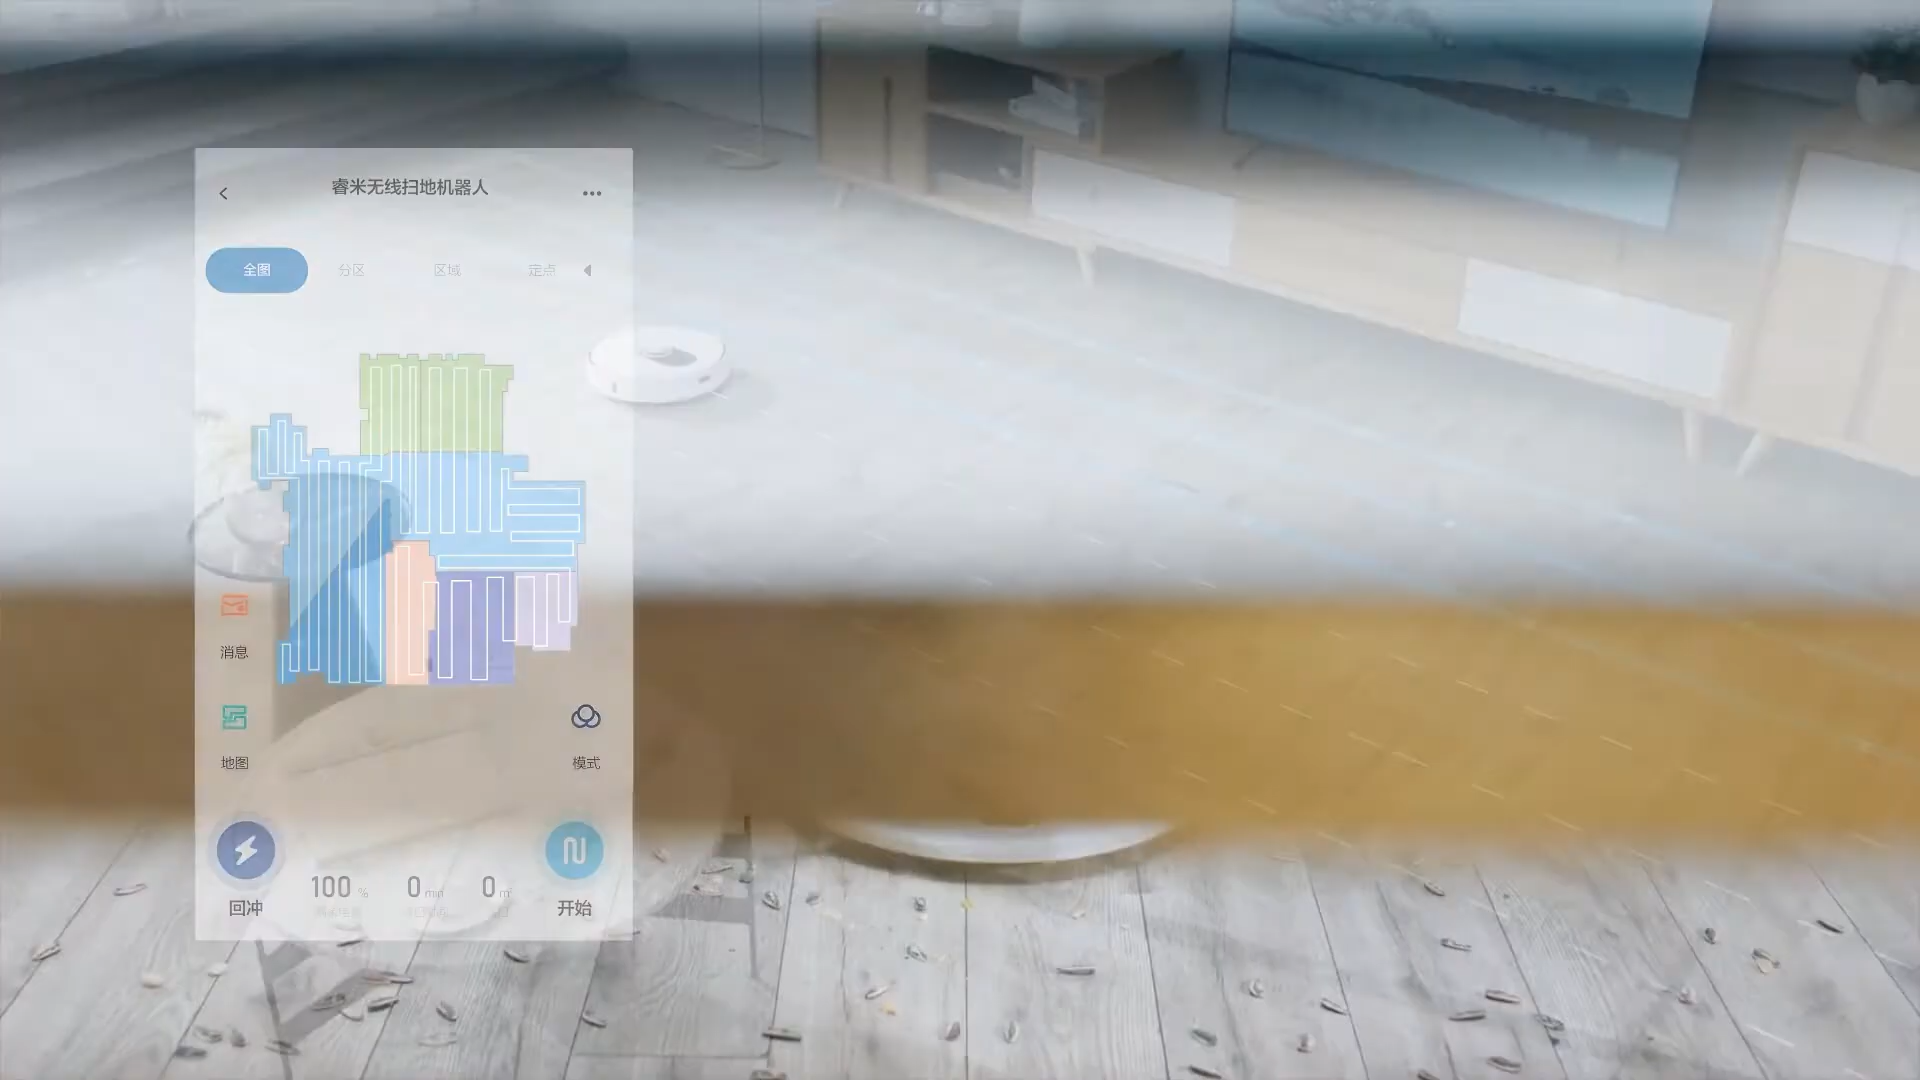 睿米无线扫地机器人
全图 分区 区域 定点
消息
地图
模式
100 % 0 min 0 m²
回冲 开始